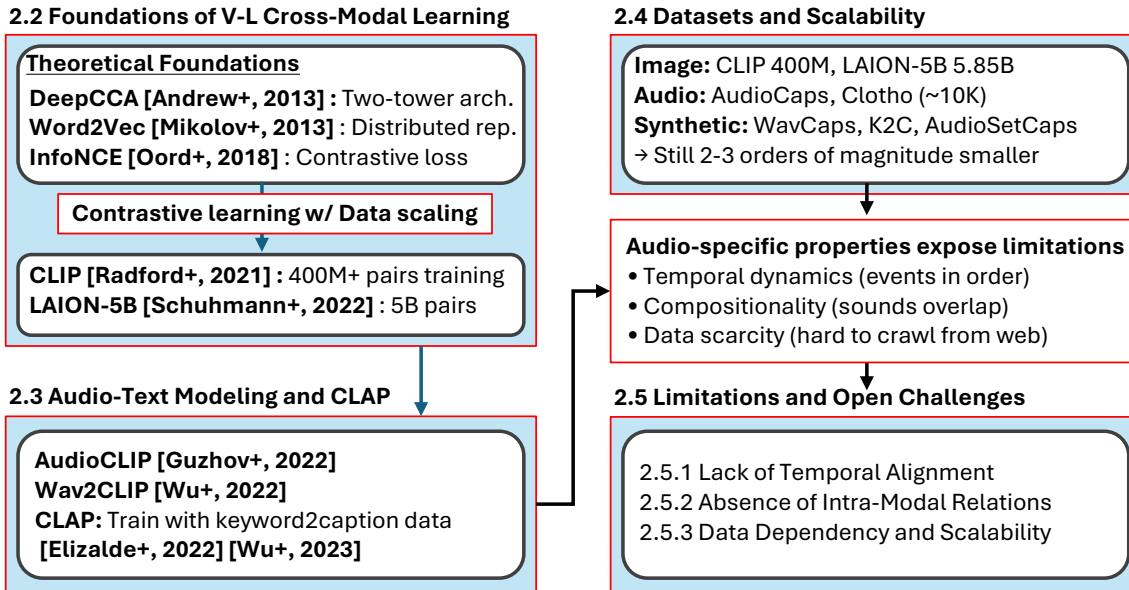 2.2 Foundations of V-L Cross-Modal Learning
Theoretical Foundations
DeepCCA [Andrew+, 2013] : Two-tower arch.
Word2Vec [Mikolov+, 2013] : Distributed rep.
InfoNCE [Oord+, 2018] : Contrastive loss
Contrastive learning w/ Data scaling
CLIP [Radford+, 2021] : 400M+ pairs training
LAION-5B [Schuhmann+, 2022] : 5B pairs
2.3 Audio-Text Modeling and CLAP
AudioCLIP [Guzhov+, 2022]
Wav2CLIP [Wu+, 2022]
CLAP: Train with keyword2caption data
[Elizalde+, 2022] [Wu+, 2023]
2.4 Datasets and Scalability
Image: CLIP 400M, LAION-5B 5.85B
Audio: AudioCaps, Clotho (~10K)
Synthetic: WavCaps, K2C, AudioSetCaps
→ Still 2-3 orders of magnitude smaller
Audio-specific properties expose limitations
• Temporal dynamics (events in order)
• Compositionality (sounds overlap)
• Data scarcity (hard to crawl from web)
2.5 Limitations and Open Challenges
2.5.1 Lack of Temporal Alignment
2.5.2 Absence of Intra-Modal Relations
2.5.3 Data Dependency and Scalability